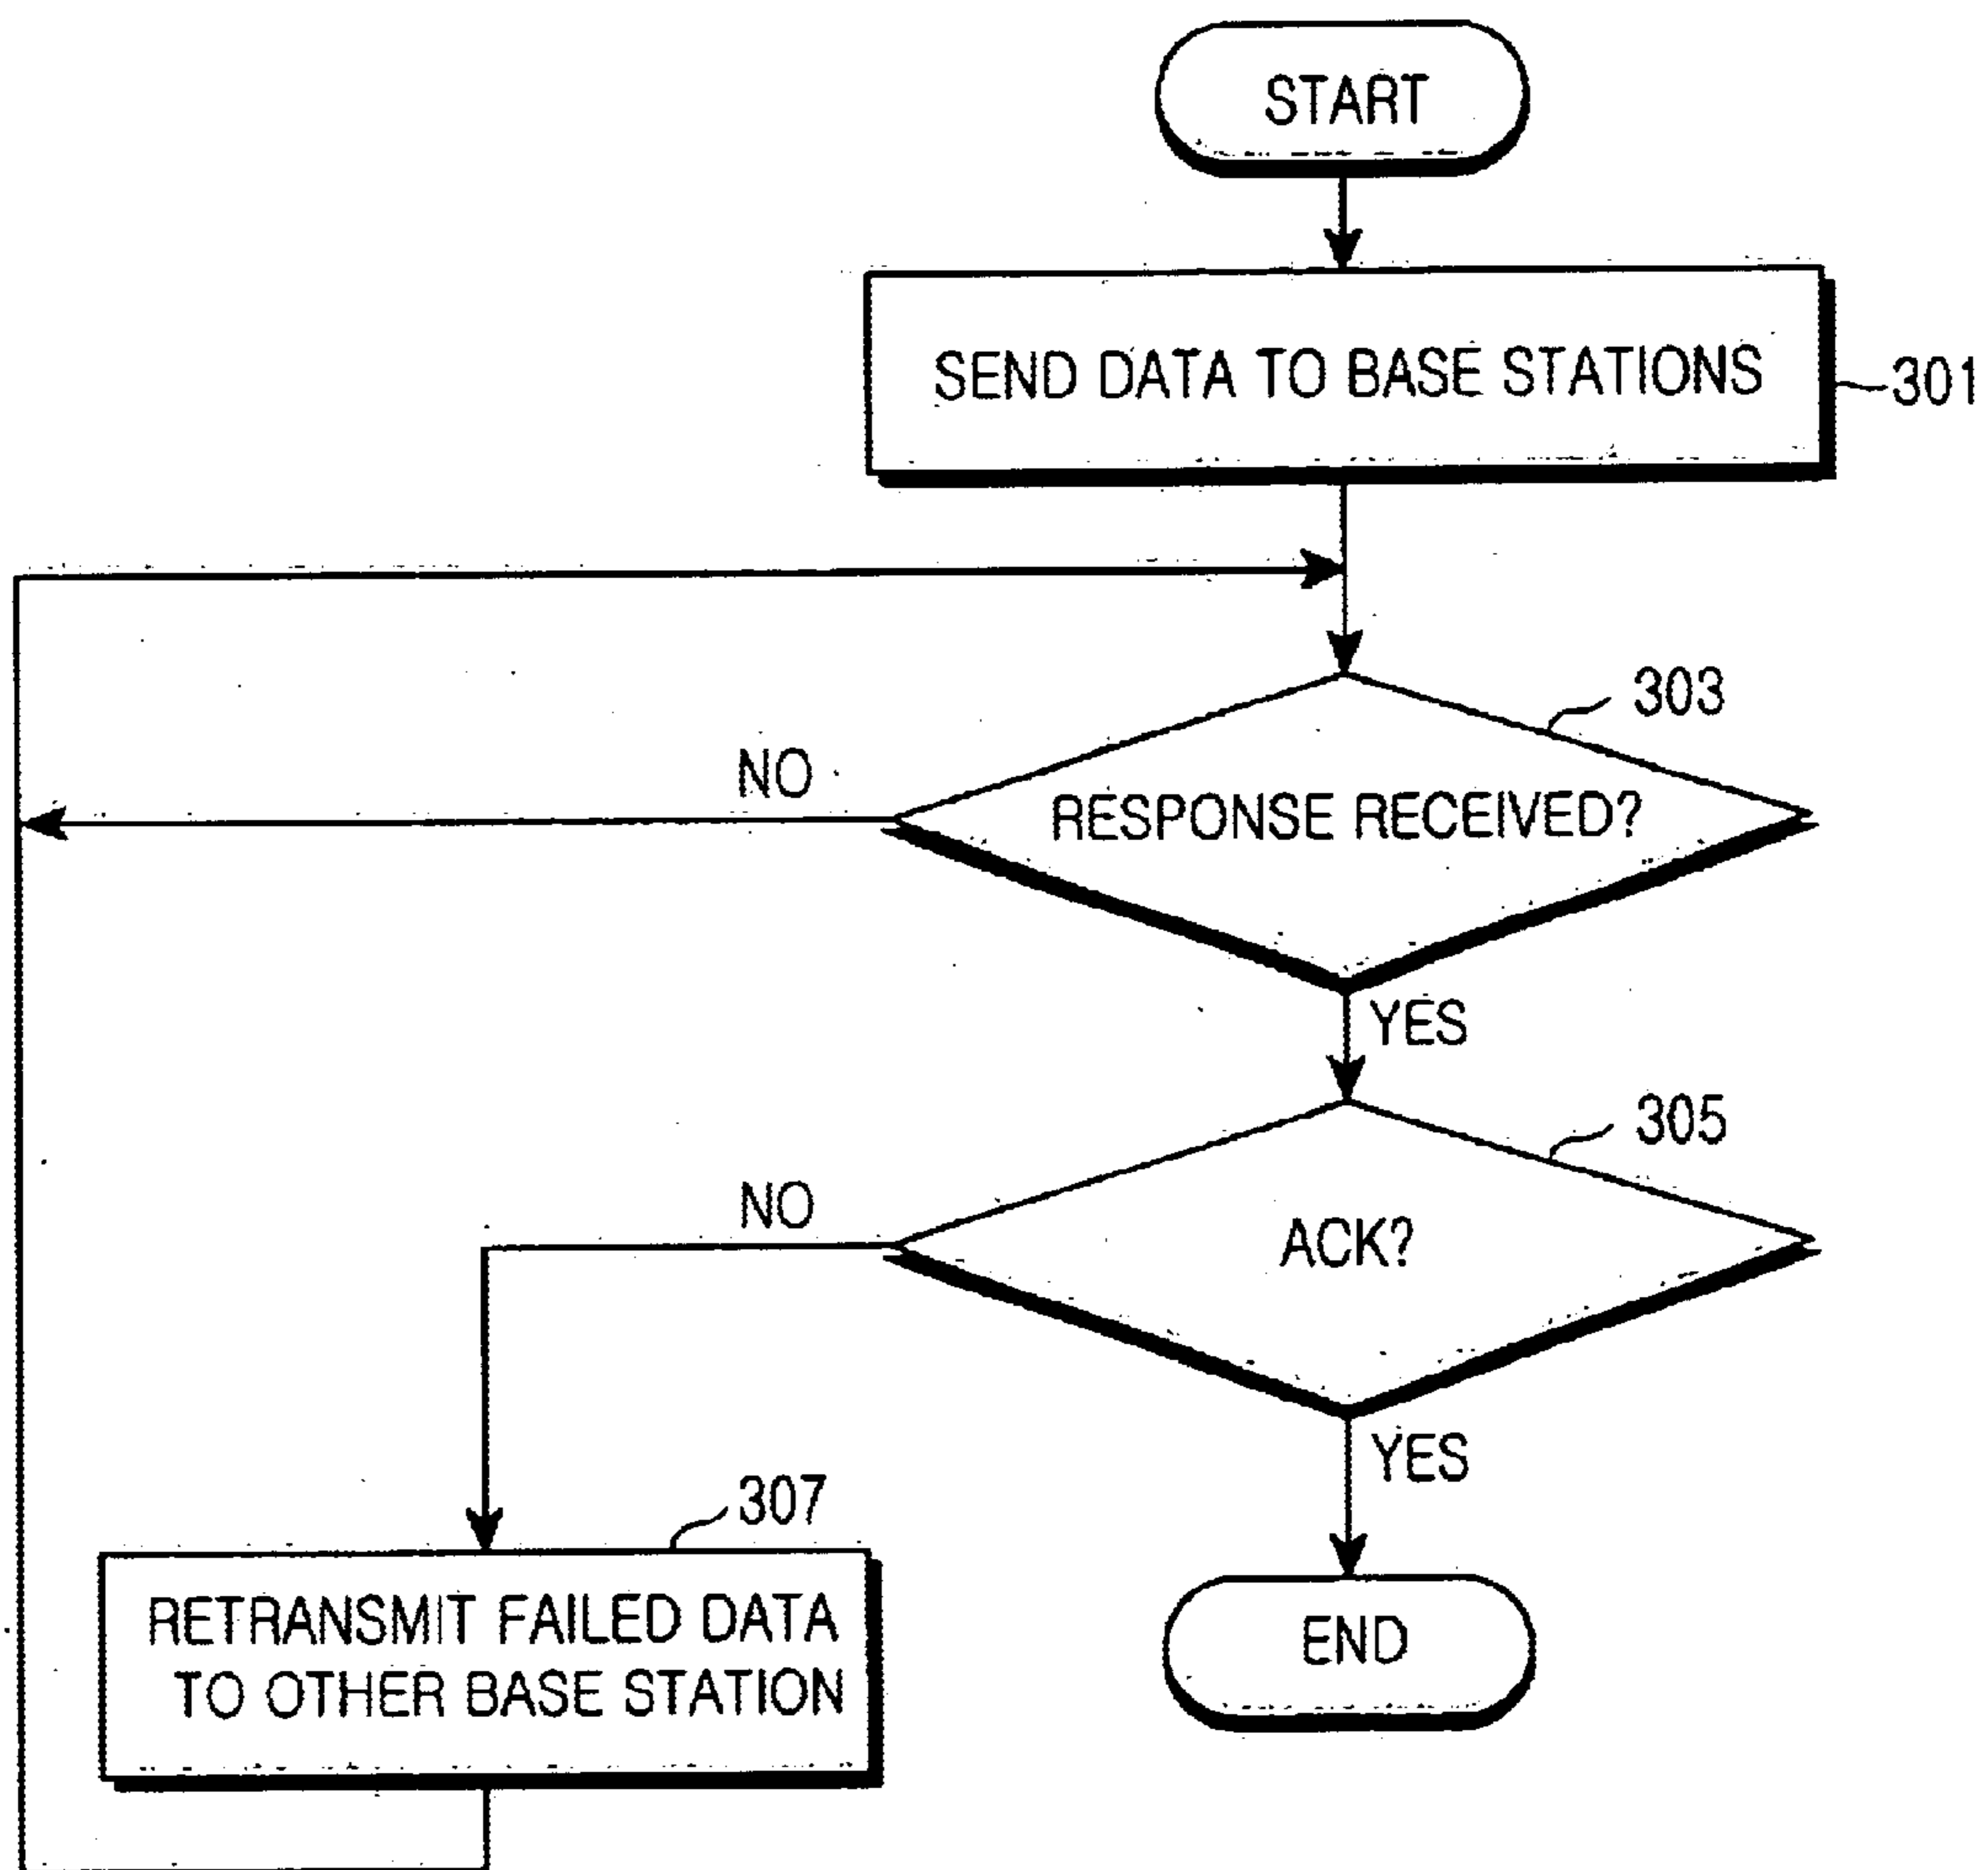 START
SEND DATA TO BASE STATIONS
301
303
NO
RESPONSE RECEIVED?
YES
305
NO
ACK?
YES
307
RETRANSMIT FAILED DATA
TO OTHER BASE STATION
END